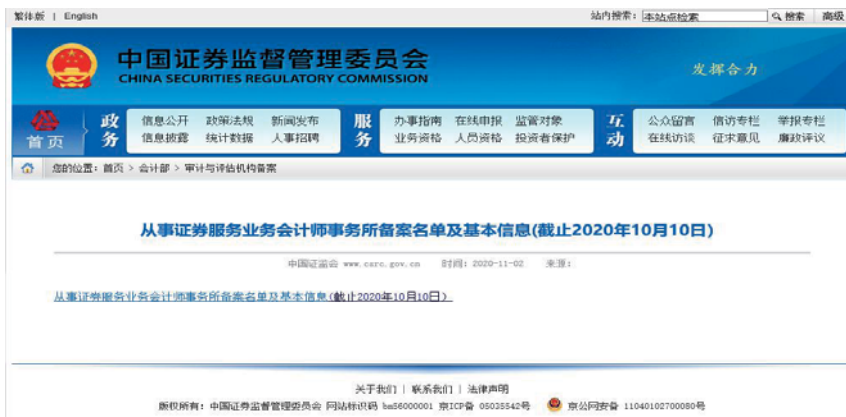 繁体版 | English 站内搜索: 本站点检索 搜索 高级
中国证券监督管理委员会
CHINA SECURITIES REGULATORY COMMISSION
发挥合力
首页 政务 信息公开 政策法规 新闻发布 服务 办事指南 在线申报 监管对象 互动 公众留言 信访专栏 举报专栏
信息披露 统计数据 人事招聘 业务资格 人员资格 投资者保护 在线访谈 征求意见 廉政评议
您的位置: 首页 > 会计部 > 审计与评估机构备案
从事证券服务业务会计师事务所备案名单及基本信息(截止2020年10月10日)
中国证监会 www.csrc.gov.cn 时间: 2020-11-02 来源:
从事证券服务业务会计师事务所备案名单及基本信息(截止2020年10月10日)
关于我们 | 联系我们 | 法律声明
版权所有: 中国证券监督管理委员会 网站标识码 bm56000001 京ICP备 05035542号 京公网安备 11040102700080号